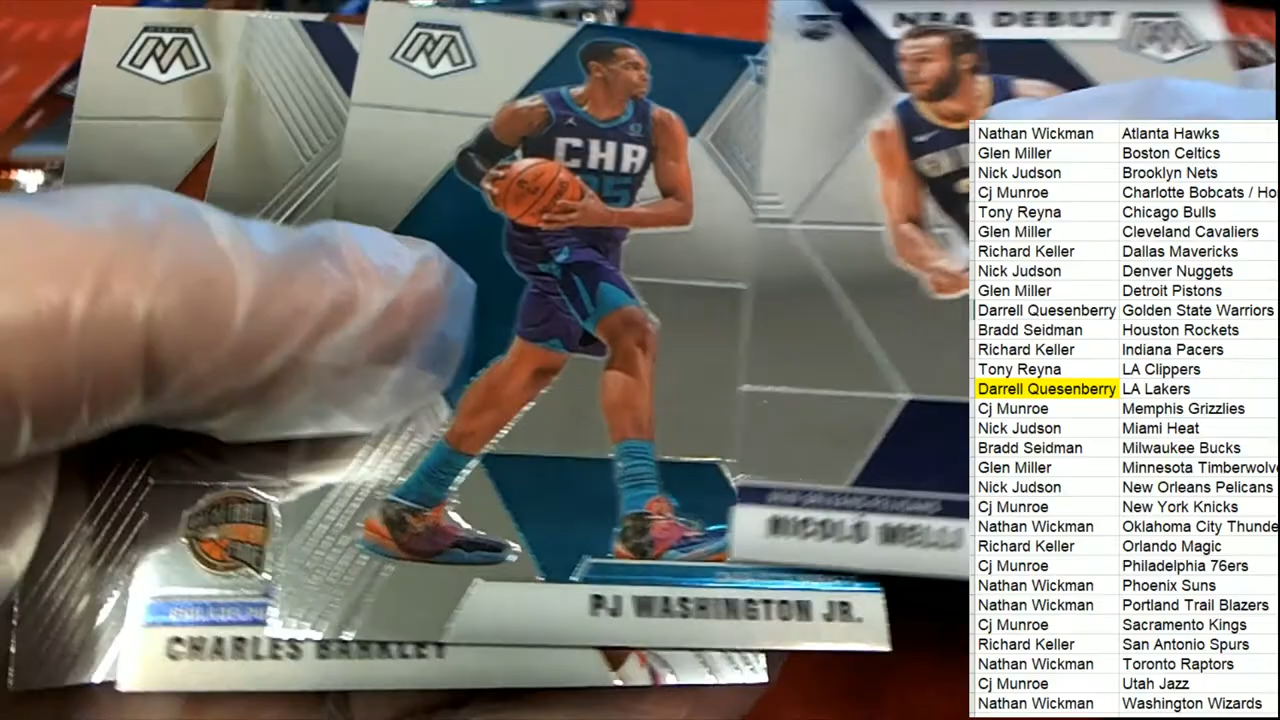 NBA DEBUT
CHA
25
NICOLÒ MELLI
PJ WASHINGTON JR.
CHARLES BARKLEY
Nathan Wickman Atlanta Hawks
Glen Miller Boston Celtics
Nick Judson Brooklyn Nets
Cj Munroe Charlotte Bobcats / Ho
Tony Reyna Chicago Bulls
Glen Miller Cleveland Cavaliers
Richard Keller Dallas Mavericks
Nick Judson Denver Nuggets
Glen Miller Detroit Pistons
Darrell Quesenberry Golden State Warriors
Bradd Seidman Houston Rockets
Richard Keller Indiana Pacers
Tony Reyna LA Clippers
Darrell Quesenberry LA Lakers
Cj Munroe Memphis Grizzlies
Nick Judson Miami Heat
Bradd Seidman Milwaukee Bucks
Glen Miller Minnesota Timberwolv
Nick Judson New Orleans Pelicans
Cj Munroe New York Knicks
Nathan Wickman Oklahoma City Thunde
Richard Keller Orlando Magic
Cj Munroe Philadelphia 76ers
Nathan Wickman Phoenix Suns
Nathan Wickman Portland Trail Blazers
Cj Munroe Sacramento Kings
Richard Keller San Antonio Spurs
Nathan Wickman Toronto Raptors
Cj Munroe Utah Jazz
Nathan Wickman Washington Wizards